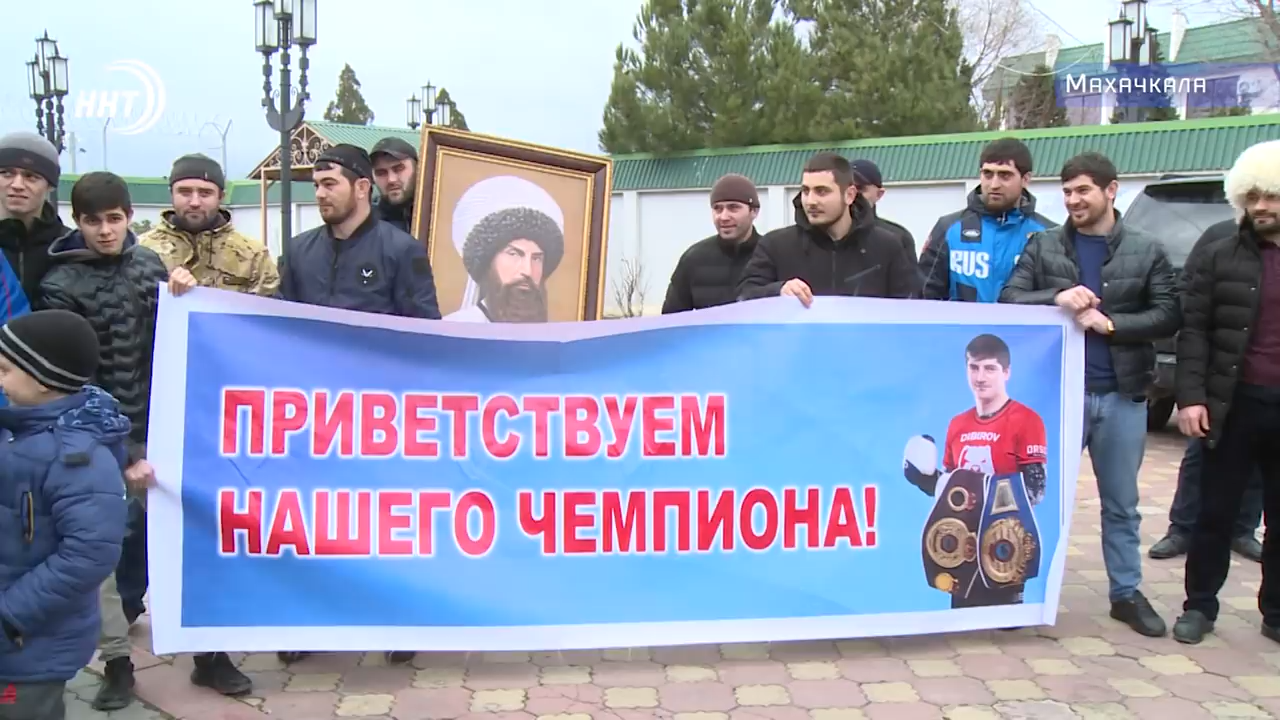 ННТ
Махачкала
RUS
ПРИВЕТСТВУЕМ
НАШЕГО ЧЕМПИОНА!
DIBIROV